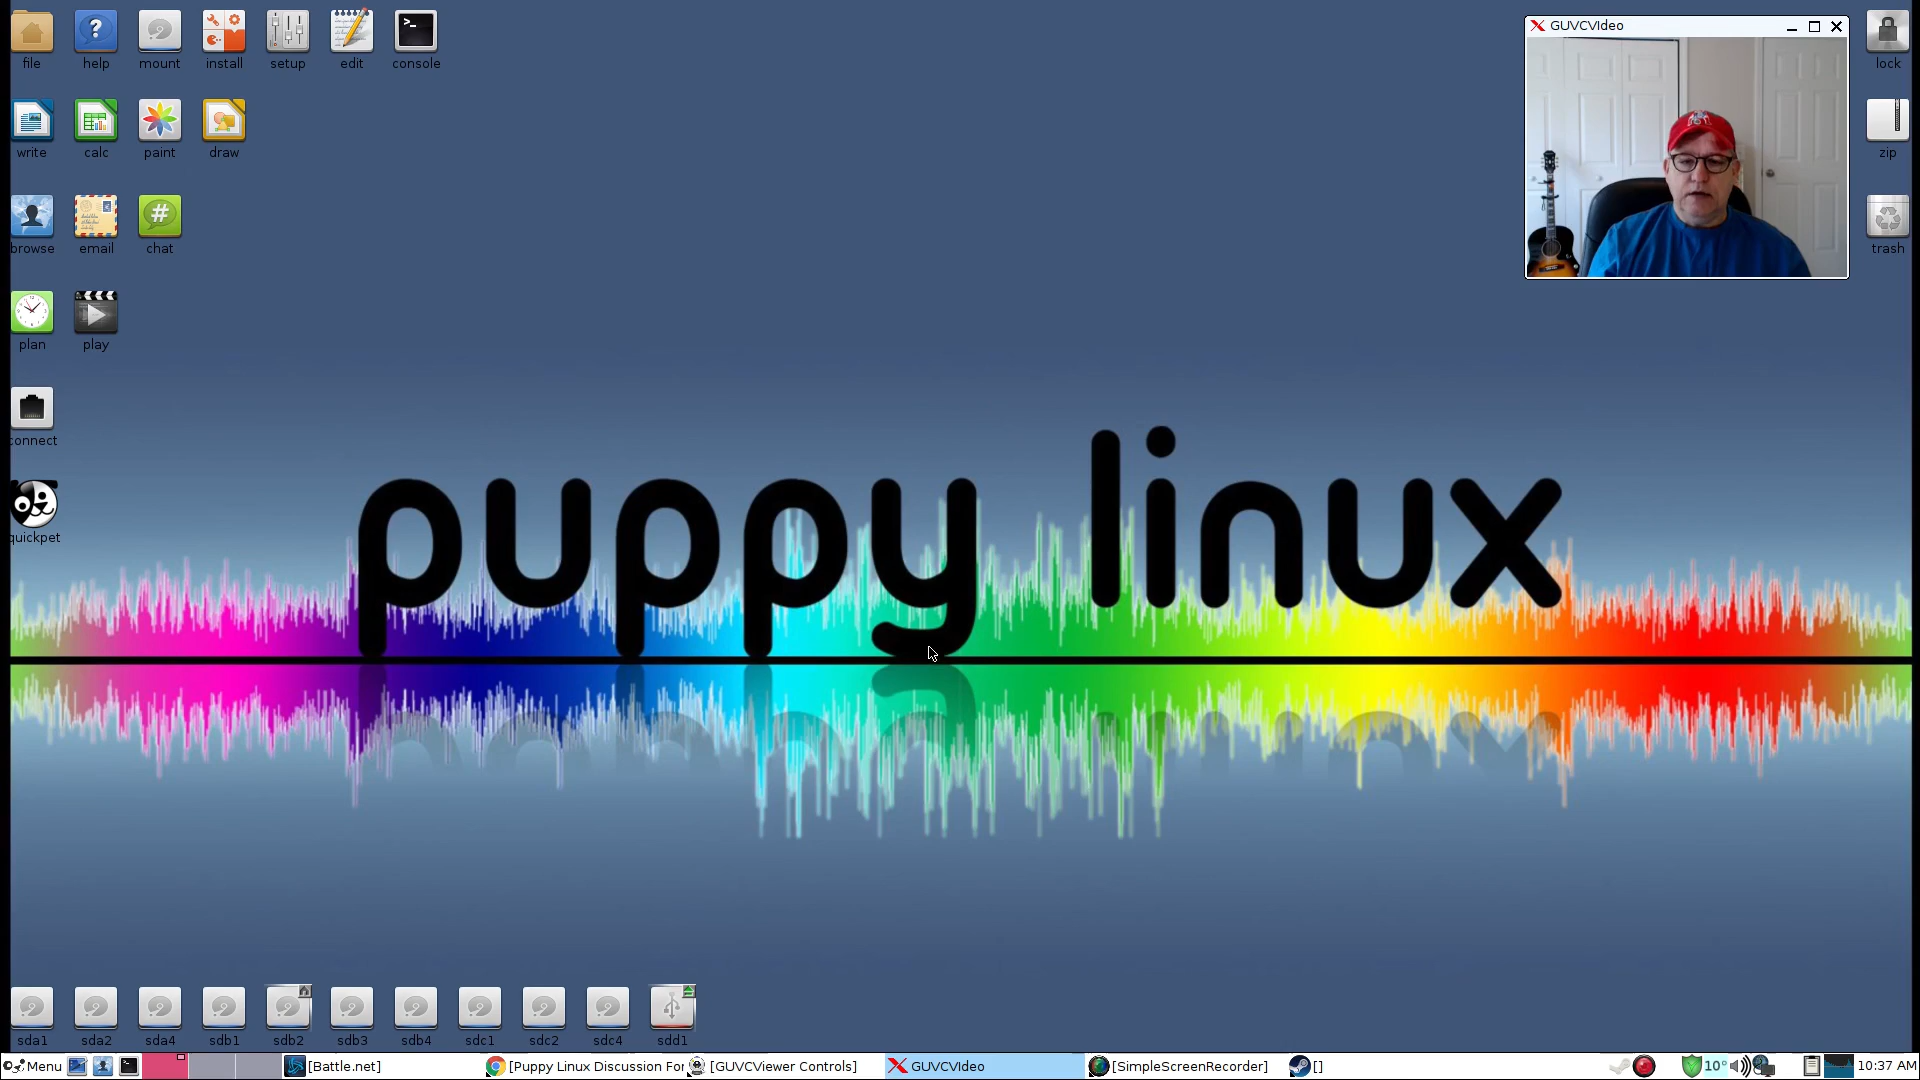 GUVCVIdeo
file help mount install setup edit console
lock
write calc paint draw
zip
browse email chat
trash
plan play
connect
quickpet
puppy linux
sda1 sda2 sda4 sdb1 sdb2 sdb3 sdb4 sdc1 sdc2 sdc4 sdd1
Menu [Battle.net] [Puppy Linux Discussion For [GUVCViewer Controls] GUVCVIdeo [SimpleScreenRecorder] [] 10° 10:37 AM